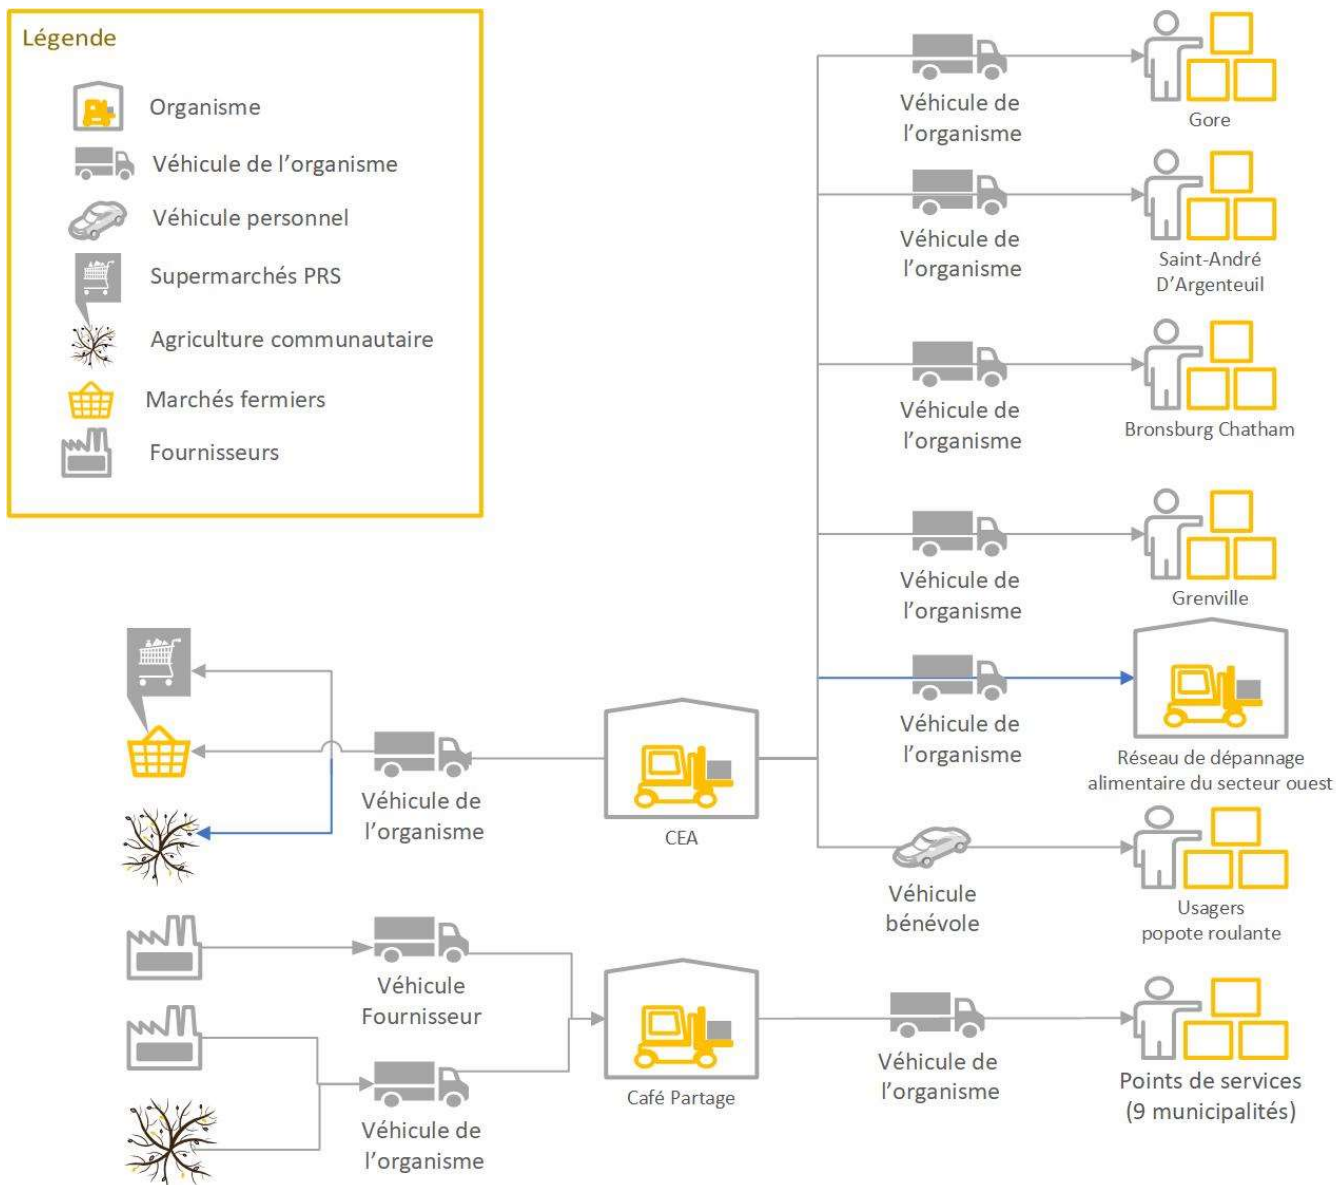 Légende
Organisme
Véhicule de l'organisme
Véhicule personnel
Supermarchés PRS
Agriculture communautaire
Marchés fermiers
Fournisseurs
Véhicule de
l'organisme
Gore
Véhicule de
l'organisme
Saint-André
D'Argenteuil
Véhicule de
l'organisme
Bronsburg Chatham
Véhicule de
l'organisme
Grenville
Véhicule de
l'organisme
Réseau de dépannage
alimentaire du secteur ouest
Véhicule de
l'organisme
CEA
Véhicule
bénévole
Usagers
popote roulante
Véhicule
Fournisseur
Véhicule de
l'organisme
Café Partage
Véhicule de
l'organisme
Points de services
(9 municipalités)